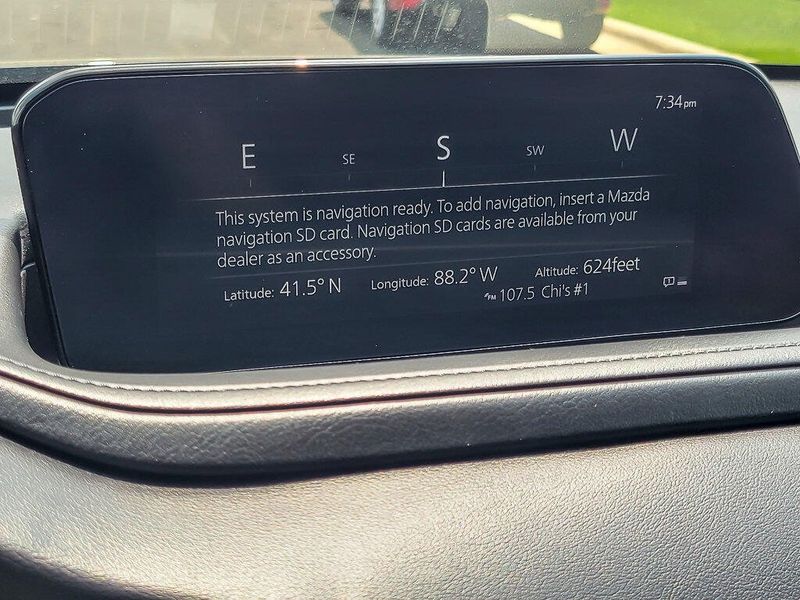 7:34pm
E SE S SW W
This system is navigation ready. To add navigation, insert a Mazda
navigation SD card. Navigation SD cards are available from your
dealer as an accessory.
Latitude: 41.5° N Longitude: 88.2° W Altitude: 624feet
FM 107.5 Chi's #1